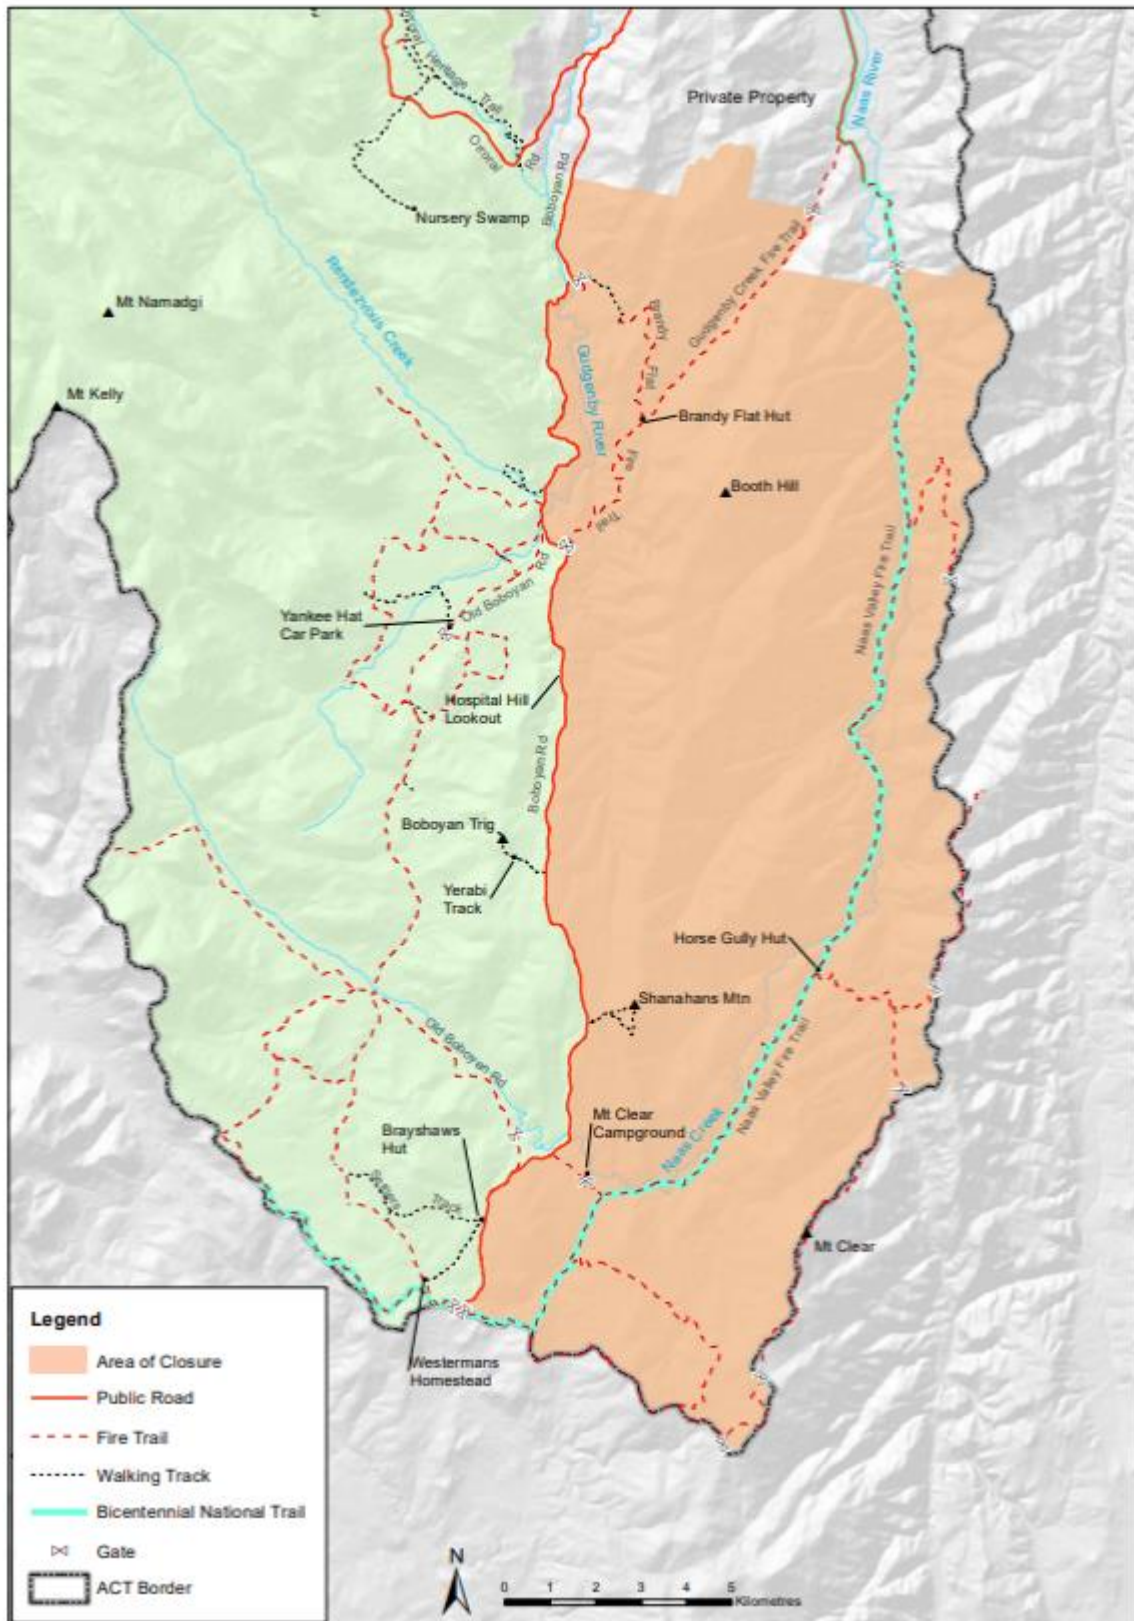 Heritage
Trail
Orroral
Rd
Boboyan Rd
Private Property
Naas River
Nursery Swamp
Rendezvous Creek
Mt Namadgi
Mt Kelly
Gudgenby River
Brandy
Flat
Fire
Trail
Gudgenby Creek Fire Trail
Brandy Flat Hut
Booth Hill
Naas Valley Fire Trail
Yankee Hat
Car Park
Old Boboyan Rd
Hospital Hill
Lookout
Boboyan Rd
Boboyan Trig
Yerabi
Track
Horse Gully Hut
Shanahans Mtn
Old Boboyan Rd
Naas Valley Fire Trail
Mt Clear
Campground
Naas Creek
Brayshaws
Hut
Settlers
Track
Mt Clear
Westermans
Homestead
Legend
Area of Closure
Public Road
Fire Trail
Walking Track
Bicentennial National Trail
Gate
ACT Border
N
0 1 2 3 4 5
Kilometres